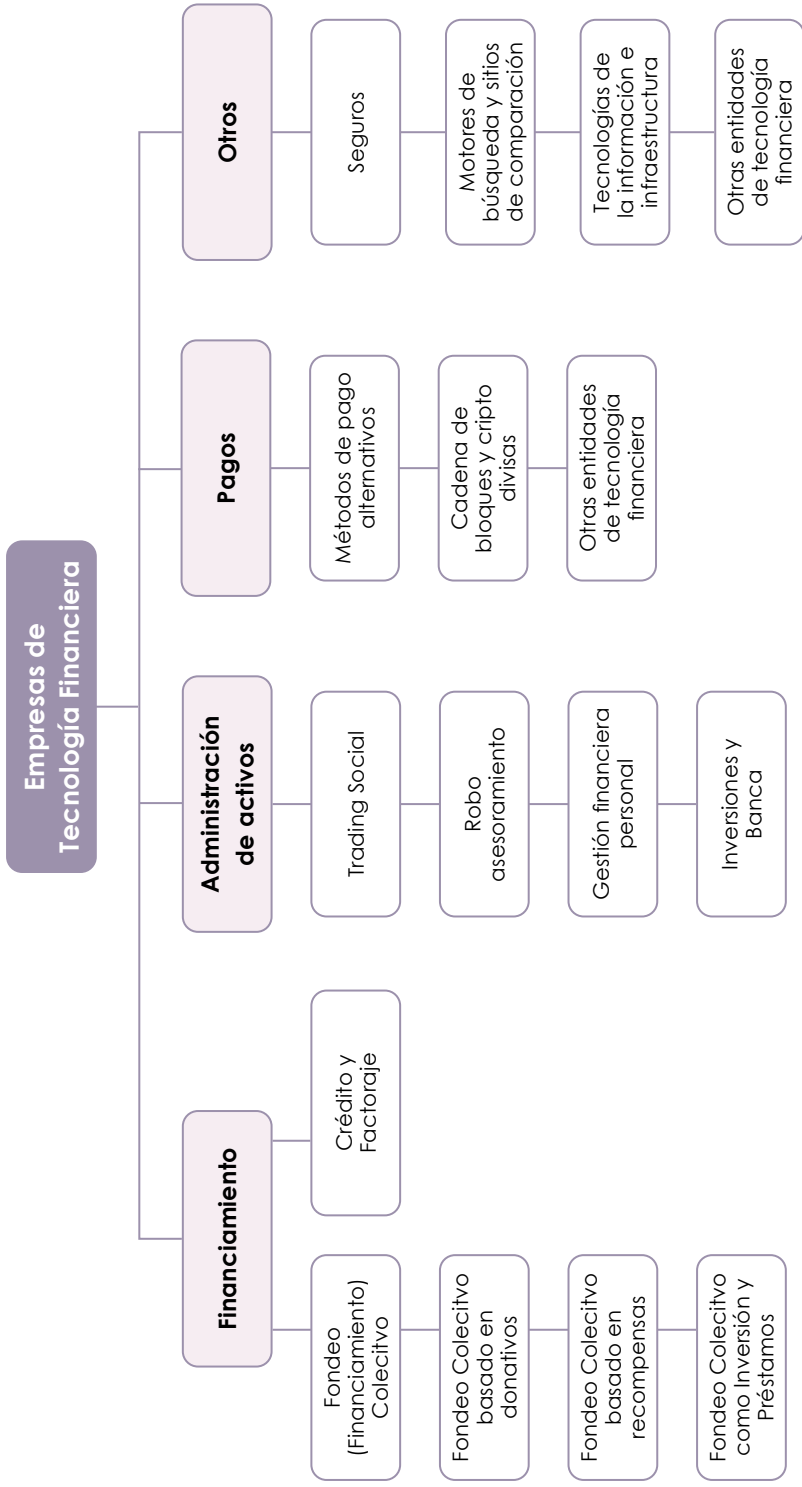 Empresas de
Tecnología Financiera
Financiamiento
Fondeo
(Financiamiento)
Colecitvo
Fondeo Colecitvo
basado en
donativos
Fondeo Colecitvo
basado en
recompensas
Fondeo Colecitvo
como Inversión y
Préstamos
Crédito y
Factoraje
Administración
de activos
Trading Social
Robo
asesoramiento
Gestión financiera
personal
Inversiones y
Banca
Pagos
Métodos de pago
alternativos
Cadena de
bloques y cripto
divisas
Otras entidades
de tecnología
financiera
Otros
Seguros
Motores de
búsqueda y sitios
de comparación
Tecnologías de
la información e
infraestructura
Otras entidades
de tecnología
financiera